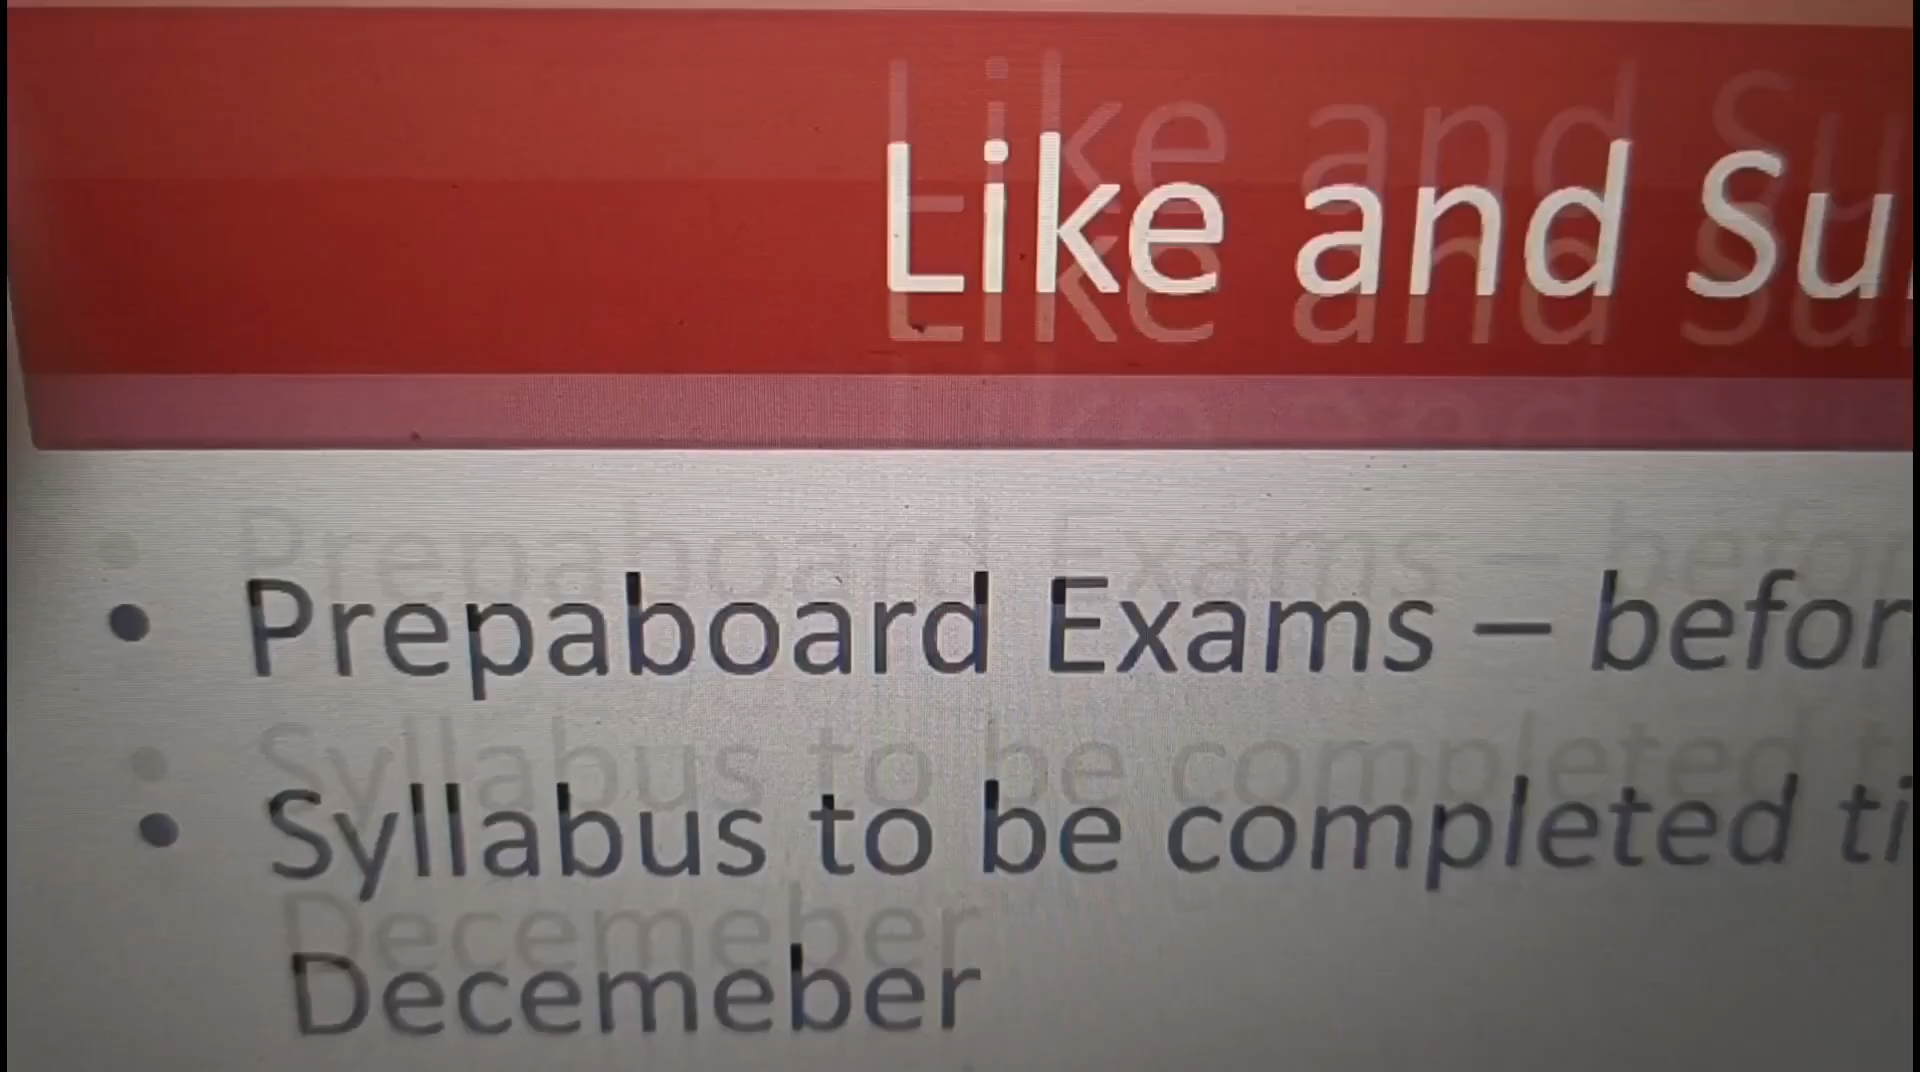 Like and Su
• Prepaboard Exams – befor
• Syllabus to be completed ti
Decemeber